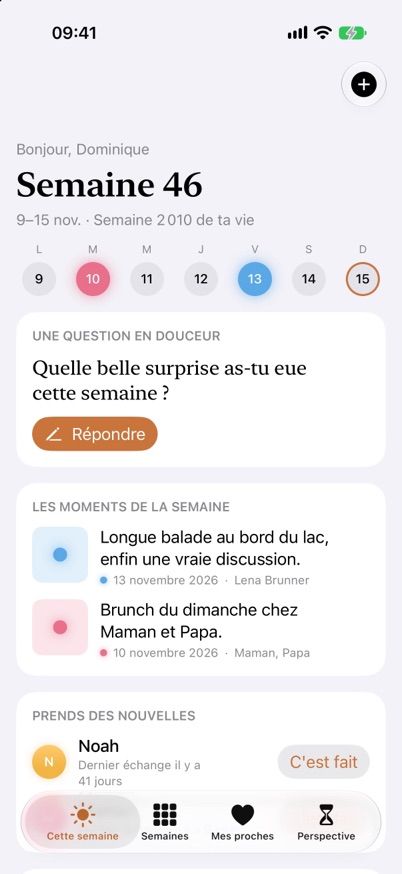 09:41
Bonjour, Dominique
Semaine 46
9–15 nov. · Semaine 2 010 de ta vie
L M M J V S D
9 10 11 12 13 14 15
UNE QUESTION EN DOUCEUR
Quelle belle surprise as-tu eue
cette semaine ?
Répondre
LES MOMENTS DE LA SEMAINE
Longue balade au bord du lac,
enfin une vraie discussion.
13 novembre 2026 · Lena Brunner
Brunch du dimanche chez
Maman et Papa.
10 novembre 2026 · Maman, Papa
PRENDS DES NOUVELLES
N
Noah
Dernier échange il y a
41 jours
C'est fait
Cette semaine
Semaines
Mes proches
Perspective